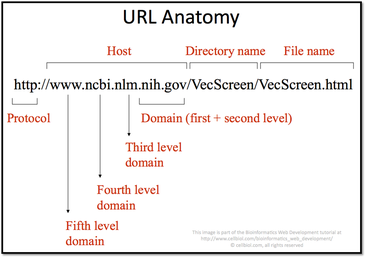 URL Anatomy
Host Directory name File name
http://www.ncbi.nlm.nih.gov/VecScreen/VecScreen.html
Protocol Domain (first + second level)
Third level
domain
Fourth level
domain
Fifth level
domain
This image is part of the Bioinformatics Web Development tutorial at
http://www.cellbiol.com/bioinformatics_web_development/
© cellbiol.com, all rights reserved